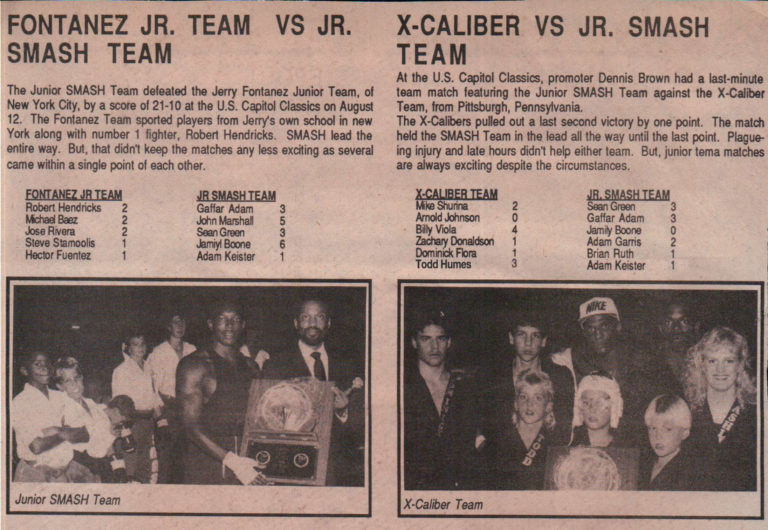 FONTANEZ JR. TEAM VS JR.
SMASH TEAM
The Junior SMASH Team defeated the Jerry Fontanez Junior Team, of
New York City, by a score of 21-10 at the U.S. Capitol Classics on August
12. The Fontanez Team sported players from Jerry's own school in new
York along with number 1 fighter, Robert Hendricks. SMASH lead the
entire way. But, that didn't keep the matches any less exciting as several
came within a single point of each other.
FONTANEZ JR TEAM
Robert Hendricks 2
Michael Baez 2
Jose Rivera 2
Steve Stamoolis 1
Hector Fuentez 1
JR SMASH TEAM
Gaffar Adam 3
John Marshall 5
Sean Green 3
Jamiyl Boone 6
Adam Keister 1
Junior SMASH Team
X-CALIBER VS JR. SMASH
TEAM
At the U.S. Capitol Classics, promoter Dennis Brown had a last-minute
team match featuring the Junior SMASH Team against the X-Caliber
Team, from Pittsburgh, Pennsylvania.
The X-Calibers pulled out a last second victory by one point. The match
held the SMASH Team in the lead all the way until the last point. Plague-
ing injury and late hours didn't help either team. But, junior tema matches
are always exciting despite the circumstances.
X-CALIBER TEAM
Mike Shurina 2
Arnold Johnson 0
Billy Viola 4
Zachary Donaldson 1
Dominick Flora 1
Todd Humes 3
JR. SMASH TEAM
Sean Green 3
Gaffar Adam 3
Jamily Boone 0
Adam Garris 2
Brian Ruth 1
Adam Keister 1
NIKE
TODD
X-Caliber Team